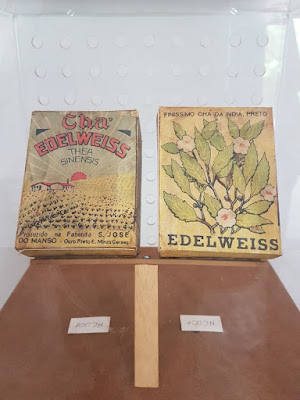 Chá
EDELWEISS
THEA
SINENSIS
Produzido na Fazenda S. JOSÉ
DO MANSO - Ouro Preto E. Minas Geraes
FINISSIMO CHÁ DA INDIA, PRETO
EDELWEISS